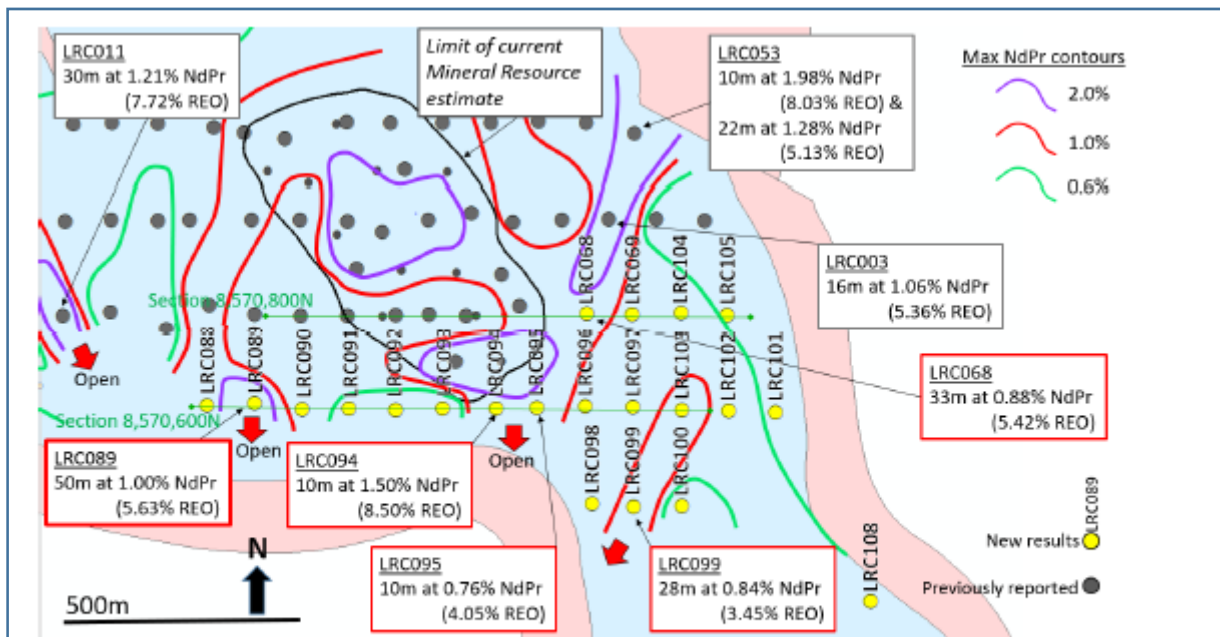 LRC011
30m at 1.21% NdPr
(7.72% REO)
Limit of current
Mineral Resource
estimate
LRC053
10m at 1.98% NdPr
(8.03% REO) &
22m at 1.28% NdPr
(5.13% REO)
Max NdPr contours
2.0%
1.0%
0.6%
LRC003
16m at 1.06% NdPr
(5.36% REO)
Section 8,570,800N
LRC068
LRC069
LRC104
LRC105
LRC088
LRC089
LRC090
LRC091
LRC092
LRC093
LRC094
LRC095
LRC096
LRC097
LRC103
LRC102
LRC101
Open
Section 8,570,600N
LRC068
33m at 0.88% NdPr
(5.42% REO)
LRC089
50m at 1.00% NdPr
(5.63% REO)
Open
LRC094
10m at 1.50% NdPr
(8.50% REO)
Open
LRC098
LRC099
LRC100
LRC108
N
500m
LRC095
10m at 0.76% NdPr
(4.05% REO)
LRC099
28m at 0.84% NdPr
(3.45% REO)
LRC089
New results
Previously reported